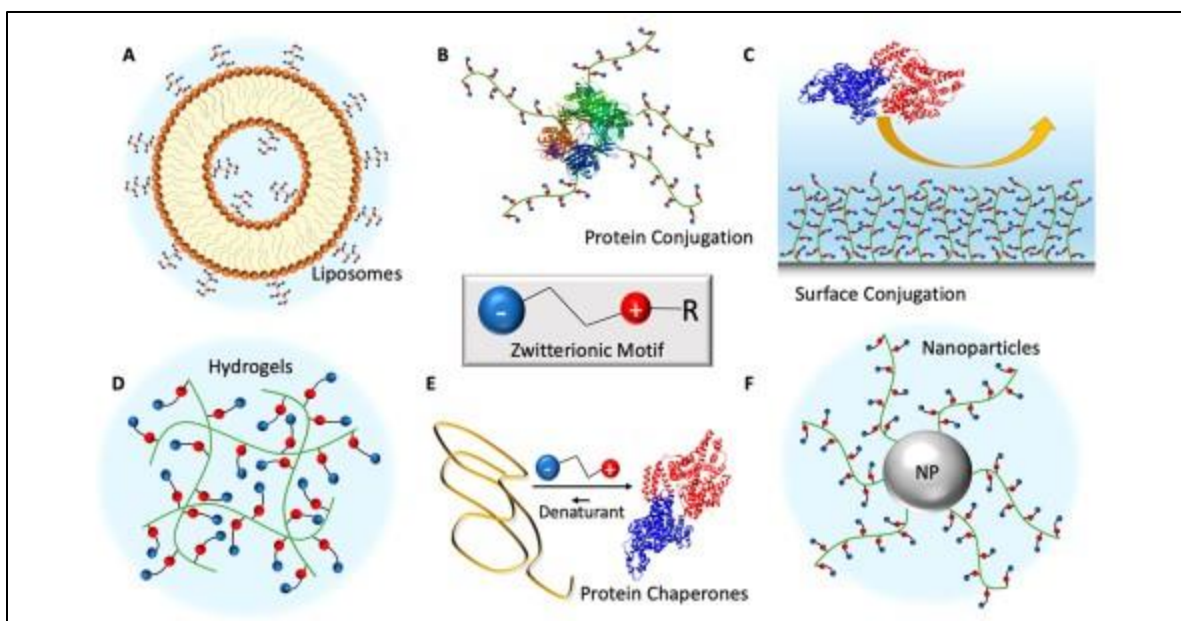 A
Liposomes
B
Protein Conjugation
C
Surface Conjugation
- + R
Zwitterionic Motif
D
Hydrogels
E
Denaturant
Protein Chaperones
- +
F
Nanoparticles
NP